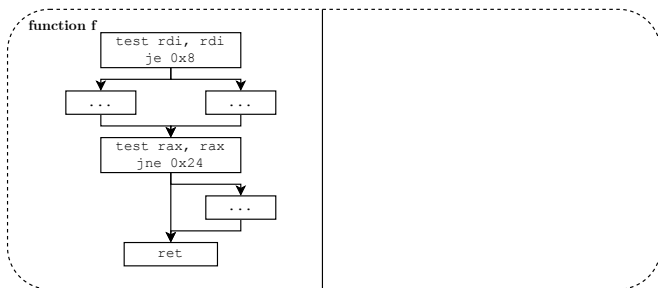 function f
test rdi, rdi
je 0x8
...
...
test rax, rax
jne 0x24
...
ret